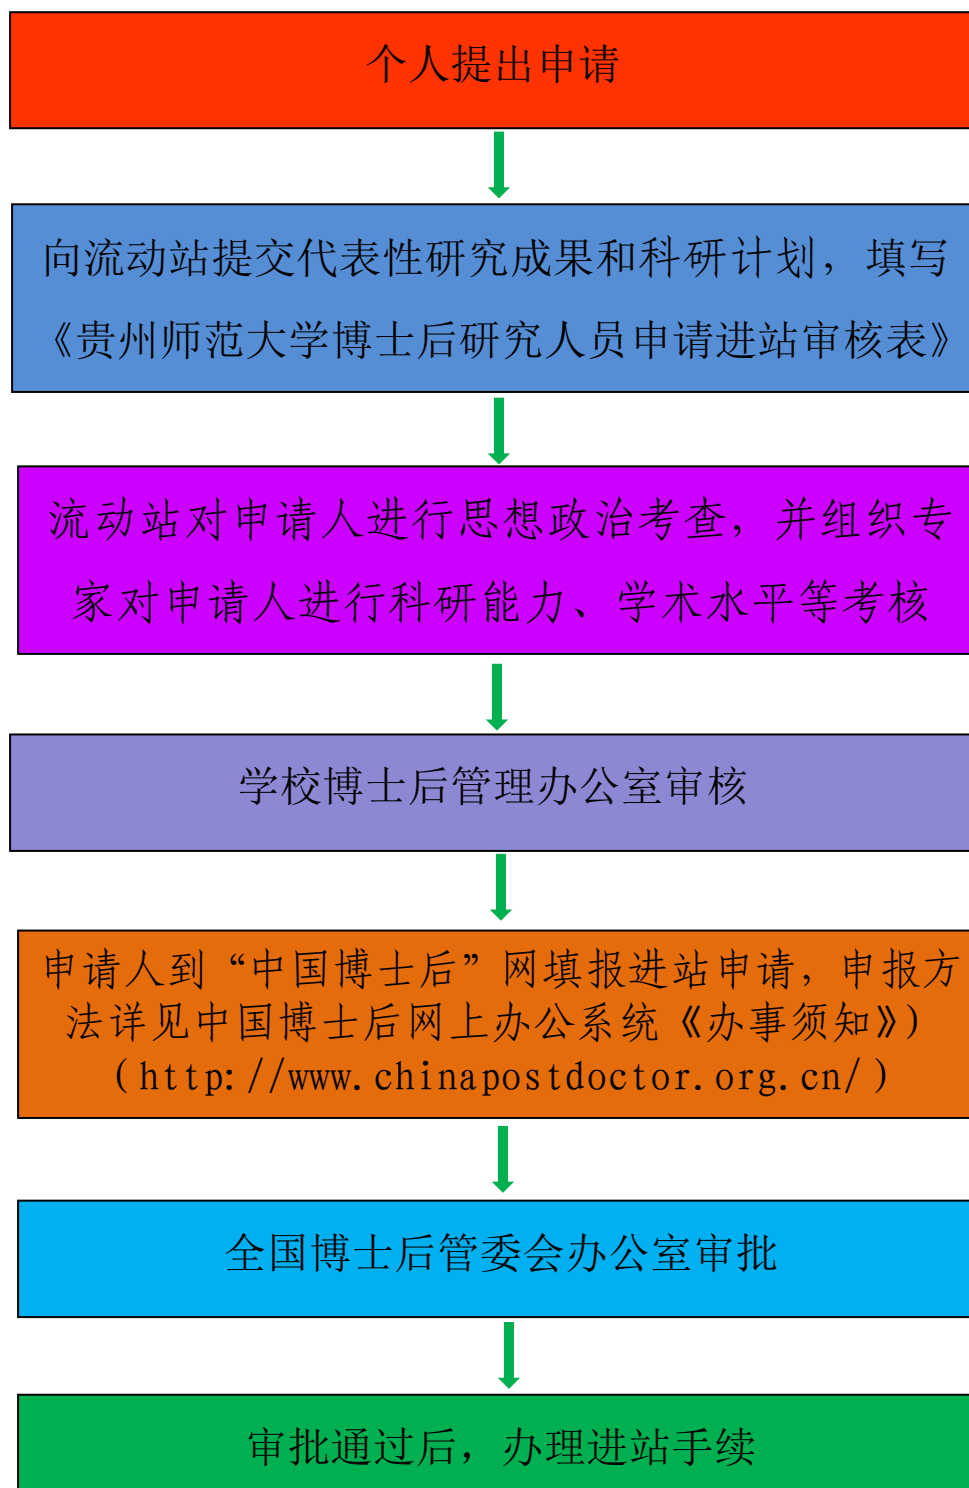 个人提出申请
向流动站提交代表性研究成果和科研计划，填写
《贵州师范大学博士后研究人员申请进站审核表》
流动站对申请人进行思想政治考查，并组织专
家对申请人进行科研能力、学术水平等考核
学校博士后管理办公室审核
申请人到“中国博士后”网填报进站申请，申报方
法详见中国博士后网上办公系统《办事须知》)
(http://www.chinapostdoctor.org.cn/)
全国博士后管委会办公室审批
审批通过后，办理进站手续